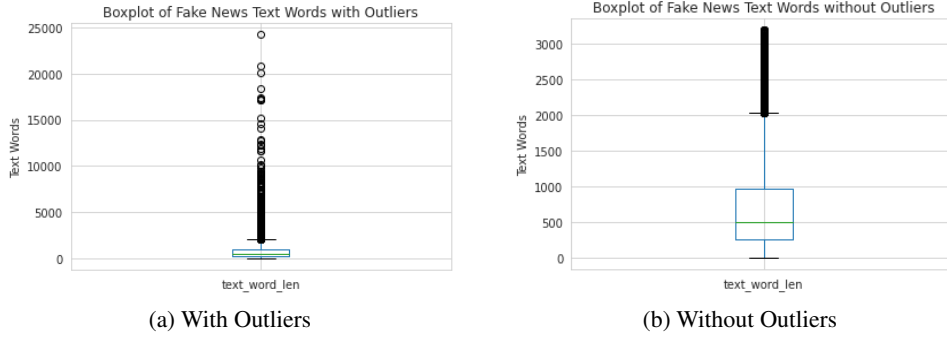 Boxplot of Fake News Text Words with Outliers
25000
20000
15000
10000
5000
0
Text Words
text_word_len
(a) With Outliers
Boxplot of Fake News Text Words without Outliers
3000
2500
2000
1500
1000
500
0
Text Words
text_word_len
(b) Without Outliers